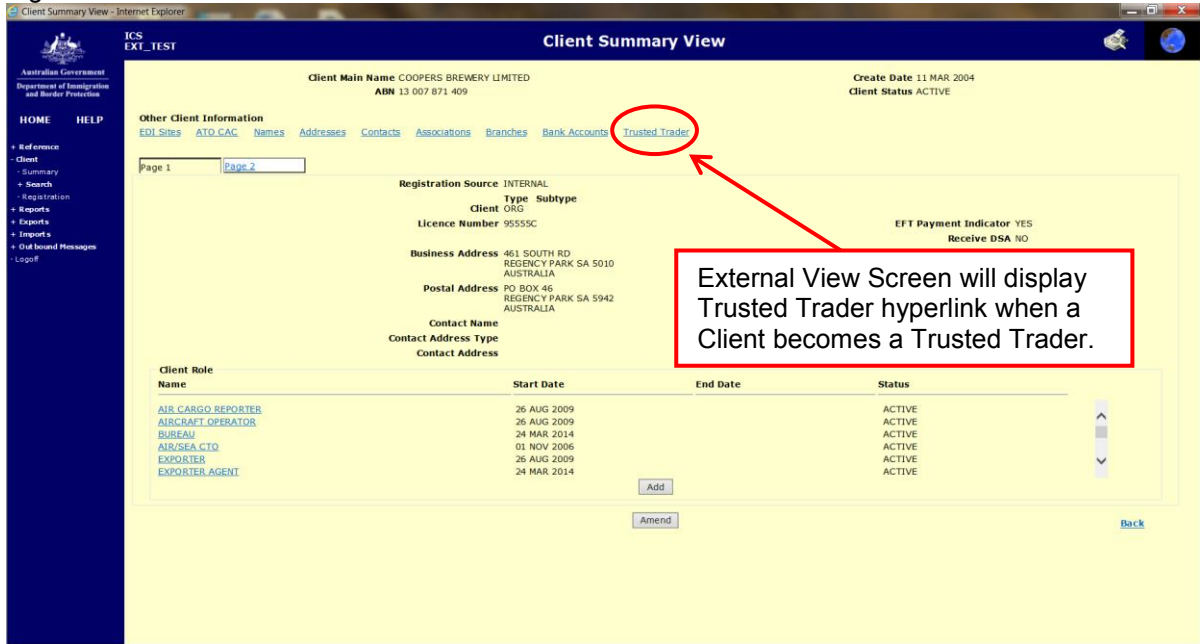 Client Summary View - Internet Explorer
ICS
EXT_TEST
Client Summary View
Australian Government
Department of Immigration
and Border Protection
HOME HELP
+ Reference
- Client
- Summary
+ Search
- Registration
+ Reports
+ Exports
+ Imports
+ Outbound Messages
- Logoff
Client Main Name COOPERS BREWERY LIMITED
Create Date 11 MAR 2004
ABN 13 007 871 409
Client Status ACTIVE
Other Client Information
EDI Sites ATO CAC Names Addresses Contacts Associations Branches Bank Accounts Trusted Trader
Page 1 Page 2
Registration Source INTERNAL
Type Subtype
Client ORG
Licence Number 95555C
EFT Payment Indicator YES
Receive DSA NO
Business Address 461 SOUTH RD
REGENCY PARK SA 5010
AUSTRALIA
Postal Address PO BOX 46
REGENCY PARK SA 5942
AUSTRALIA
Contact Name
Contact Address Type
Contact Address
External View Screen will display
Trusted Trader hyperlink when a
Client becomes a Trusted Trader.
Client Role
Name Start Date End Date Status
AIR CARGO REPORTER 26 AUG 2009 ACTIVE
AIRCRAFT OPERATOR 26 AUG 2009 ACTIVE
BUREAU 24 MAR 2014 ACTIVE
AIR/SEA CTO 01 NOV 2006 ACTIVE
EXPORTER 26 AUG 2009 ACTIVE
EXPORTER AGENT 24 MAR 2014 ACTIVE
Add
Amend
Back